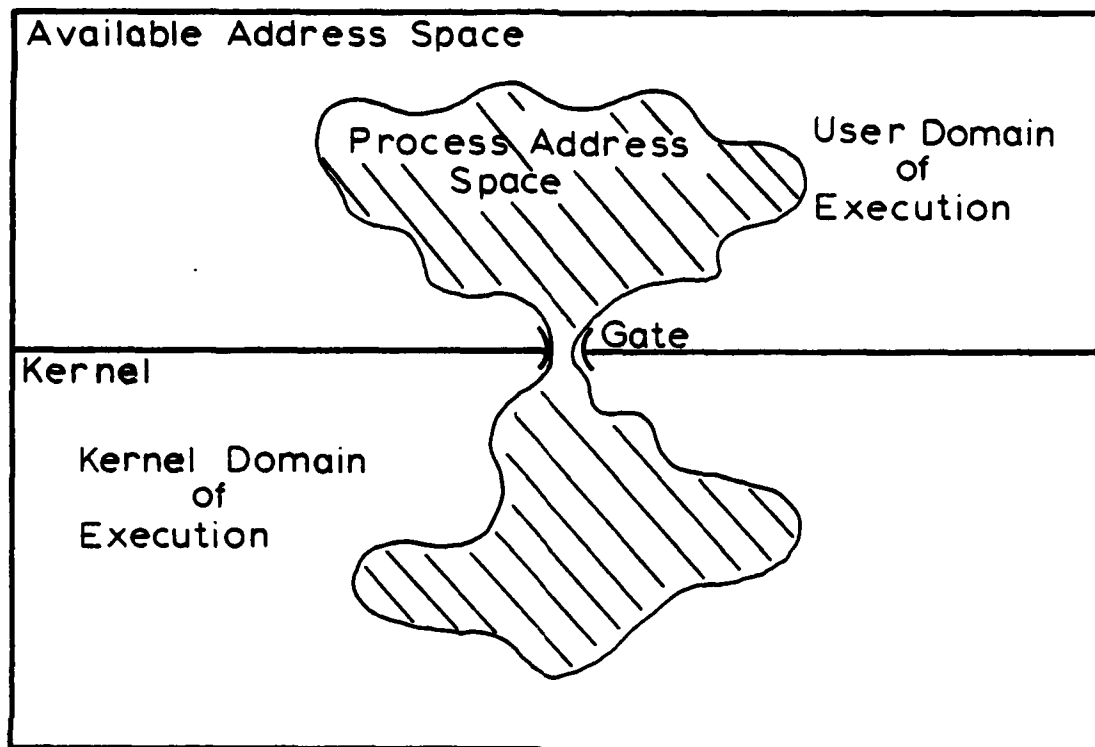 Available Address Space
Process Address
Space
User Domain
of
Execution
Gate
Kernel
Kernel Domain
of
Execution